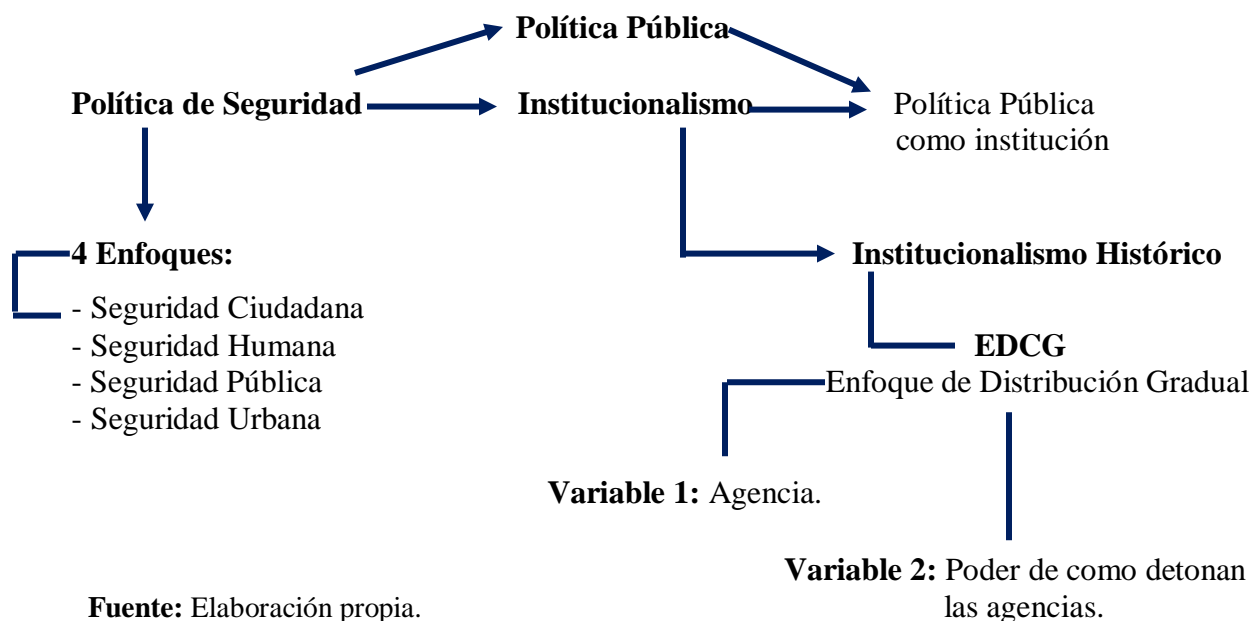 Política Pública
Política de Seguridad
Institucionalismo
Política Pública
como institución
4 Enfoques:
- Seguridad Ciudadana
- Seguridad Humana
- Seguridad Pública
- Seguridad Urbana
Institucionalismo Histórico
EDCG
Enfoque de Distribución Gradual
Variable 1: Agencia.
Variable 2: Poder de como detonan
las agencias.
Fuente: Elaboración propia.